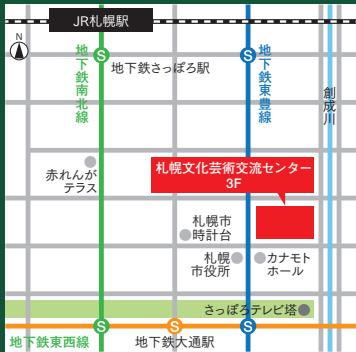 JR札幌駅
N
地下鉄南北線
地下鉄さっぽろ駅
地下鉄東豊線
創成川
赤れんが
テラス
札幌文化芸術交流センター
3F
札幌市
時計台
札幌
市役所
カナモト
ホール
さっぽろテレビ塔
地下鉄東西線
地下鉄大通駅
S
S
S
S
S